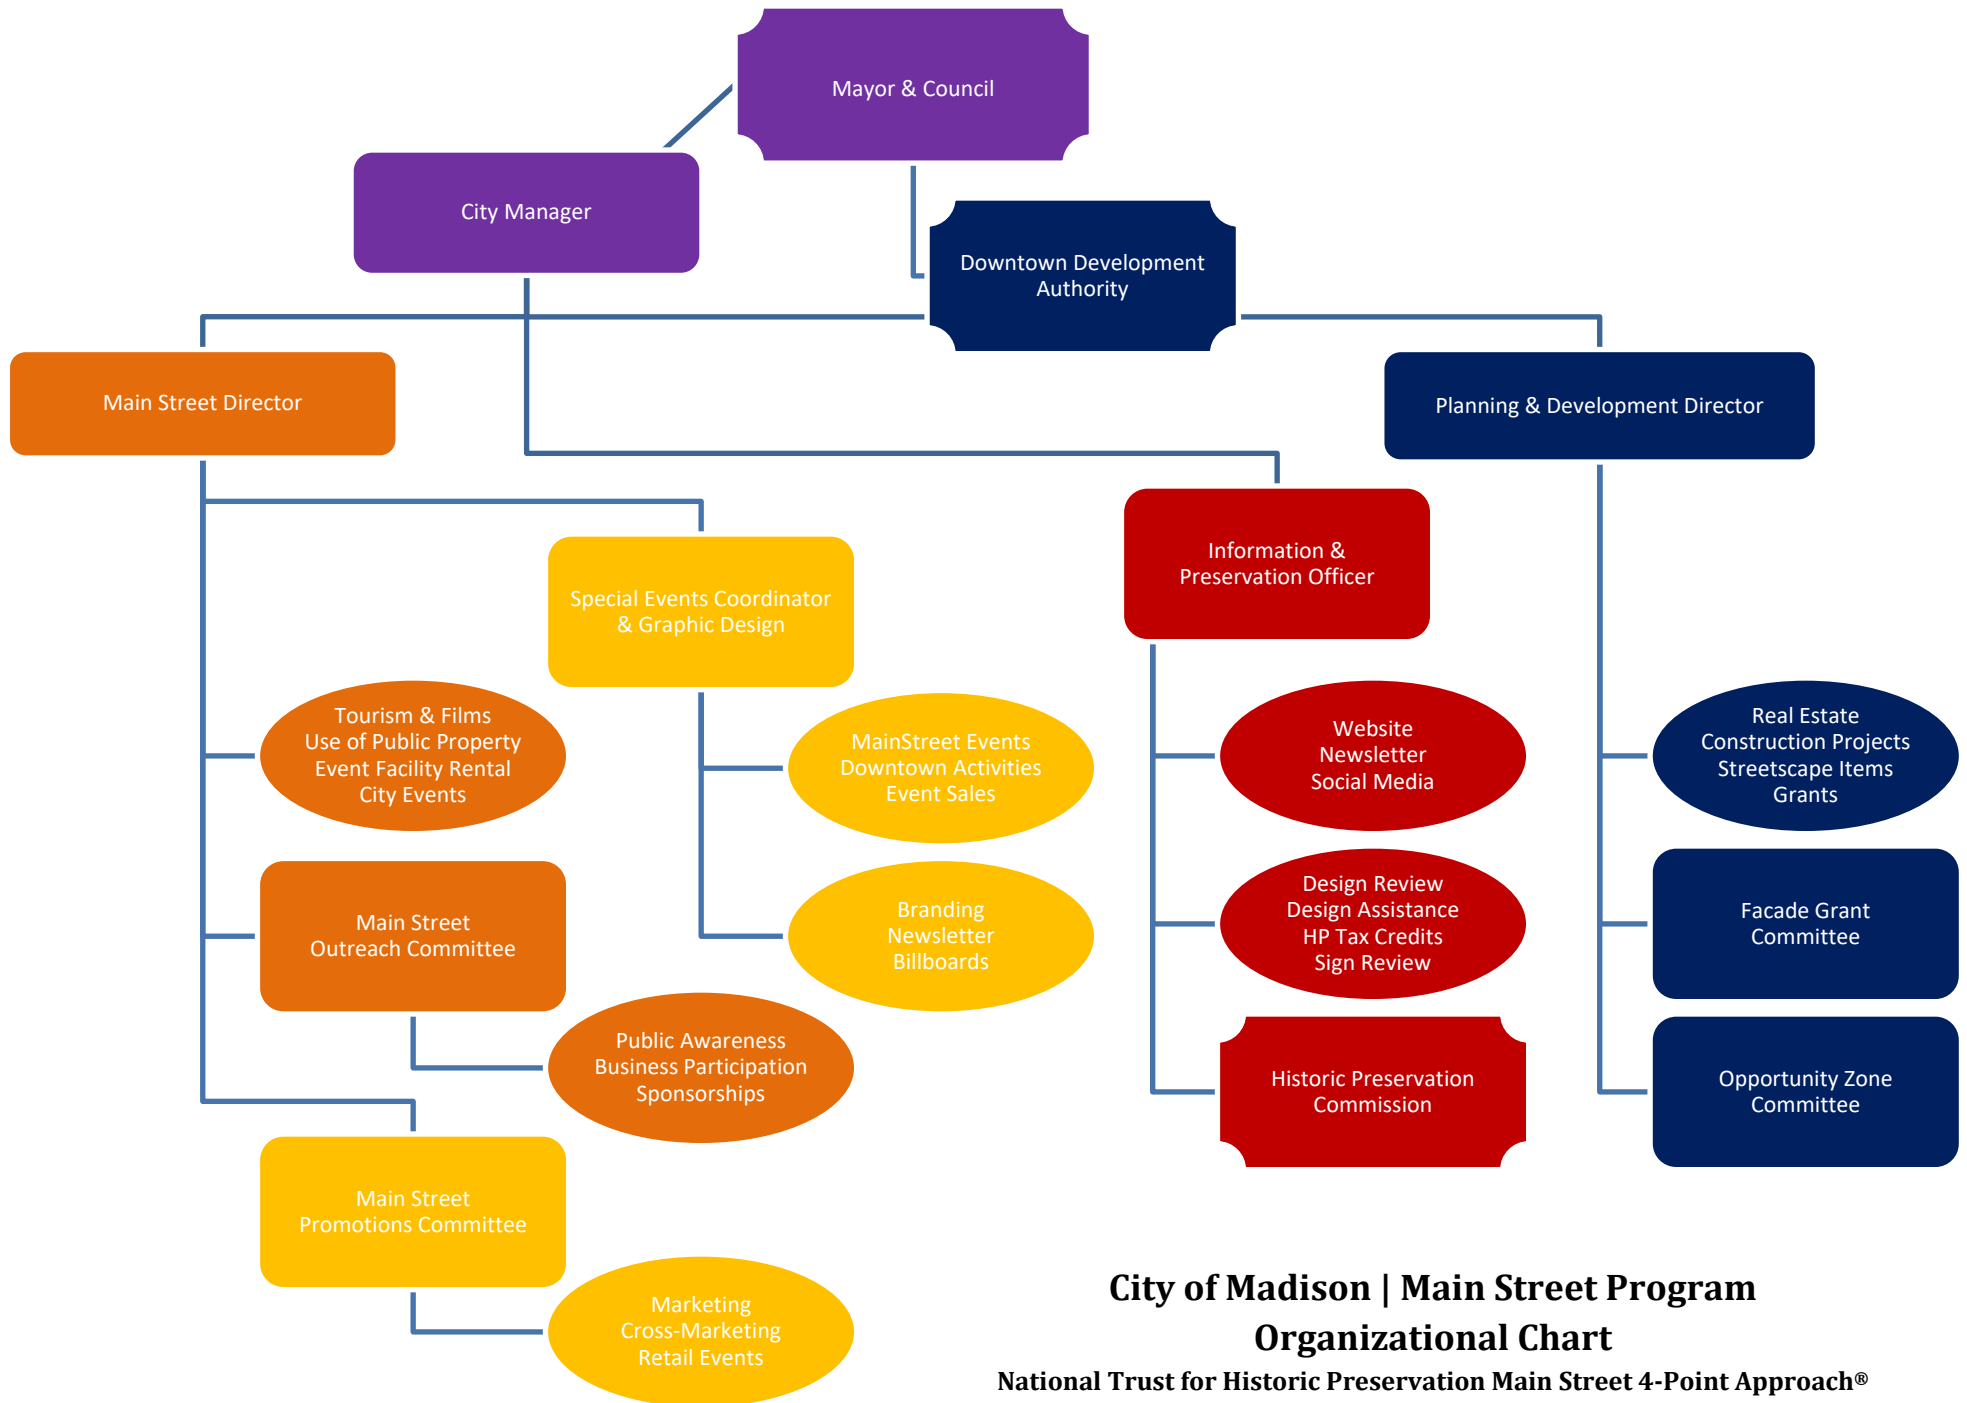 Mayor & Council
City Manager
Downtown Development
Authority
Main Street Director
Planning & Development Director
Special Events Coordinator
& Graphic Design
Information &
Preservation Officer
Tourism & Films
Use of Public Property
Event Facility Rental
City Events
MainStreet Events
Downtown Activities
Event Sales
Website
Newsletter
Social Media
Real Estate
Construction Projects
Streetscape Items
Grants
Main Street
Outreach Committee
Branding
Newsletter
Billboards
Design Review
Design Assistance
HP Tax Credits
Sign Review
Facade Grant
Committee
Public Awareness
Business Participation
Sponsorships
Historic Preservation
Commission
Opportunity Zone
Committee
Main Street
Promotions Committee
Marketing
Cross-Marketing
Retail Events
City of Madison | Main Street Program
Organizational Chart
National Trust for Historic Preservation Main Street 4-Point Approach®